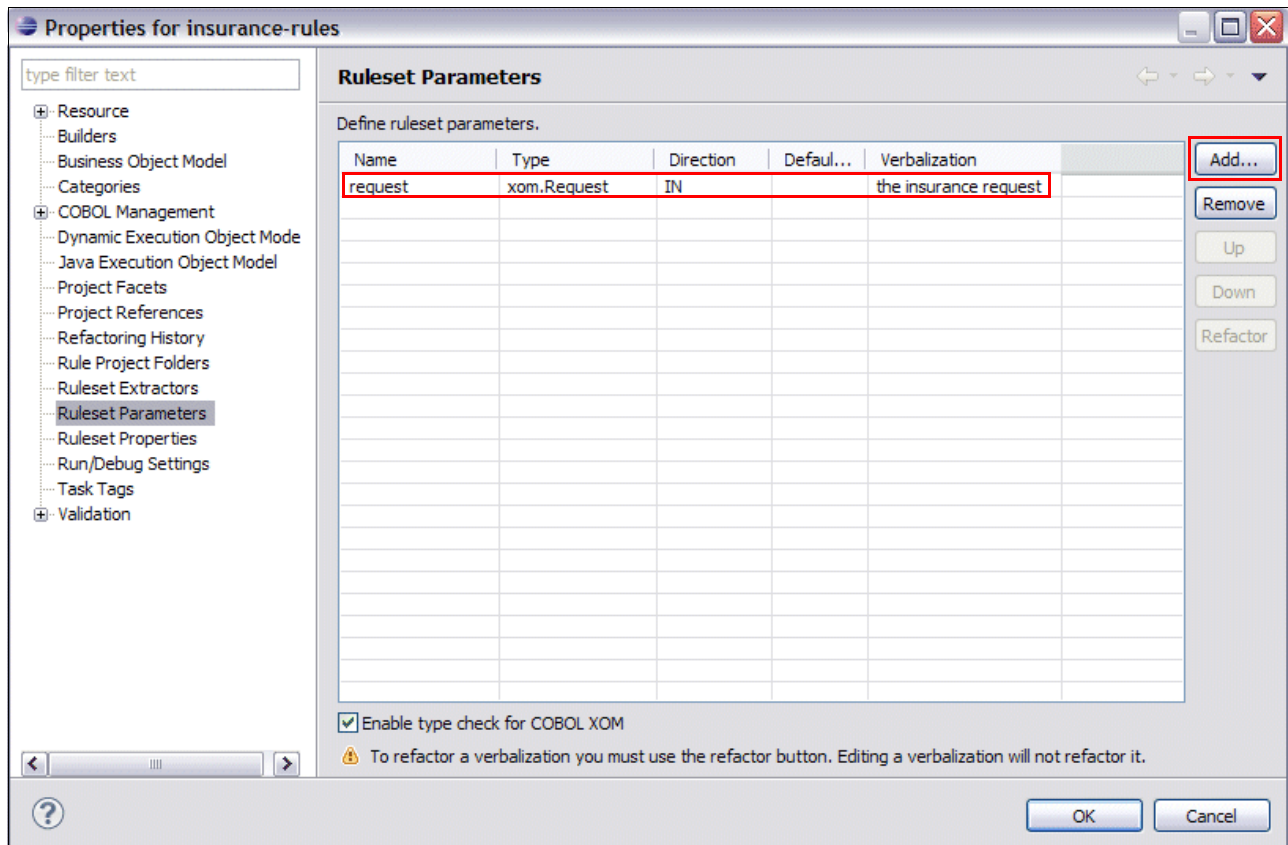 Properties for insurance-rules
type filter text
Resource
Builders
Business Object Model
Categories
COBOL Management
Dynamic Execution Object Mode
Java Execution Object Model
Project Facets
Project References
Refactoring History
Rule Project Folders
Ruleset Extractors
Ruleset Parameters
Ruleset Properties
Run/Debug Settings
Task Tags
Validation
Ruleset Parameters
Define ruleset parameters.
Name Type Direction Defaul... Verbalization
request xom.Request IN the insurance request
Add...
Remove
Up
Down
Refactor
Enable type check for COBOL XOM
To refactor a verbalization you must use the refactor button. Editing a verbalization will not refactor it.
?
OK Cancel